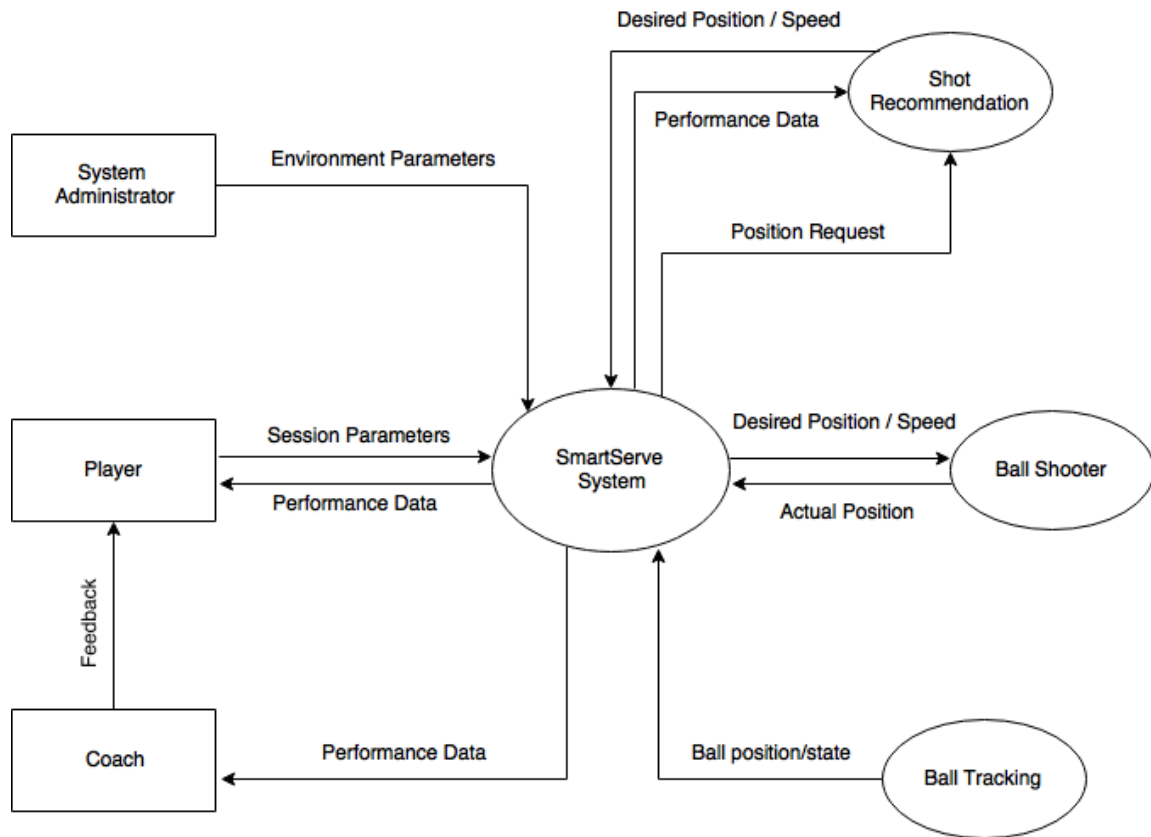 Desired Position / Speed
Shot
Recommendation
Performance Data
System
Administrator
Environment Parameters
Position Request
Player
Session Parameters
Performance Data
SmartServe
System
Desired Position / Speed
Actual Position
Ball Shooter
Feedback
Coach
Performance Data
Ball position/state
Ball Tracking